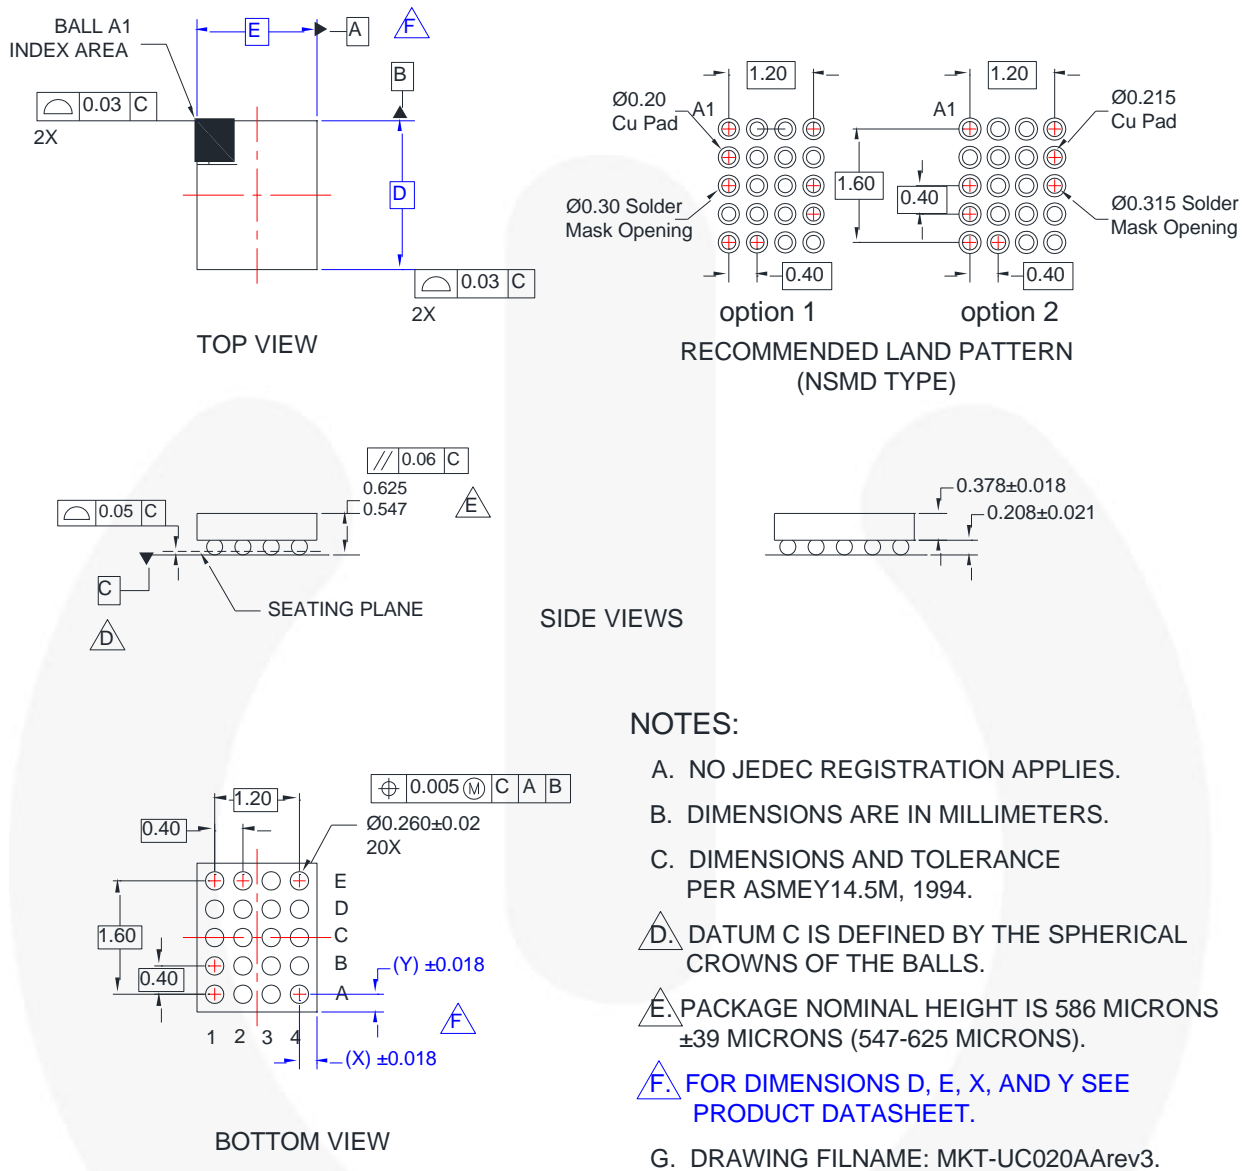 BALL A1
INDEX AREA
E
A
F
B
0.03 C
2X
D
0.03 C
2X
TOP VIEW
1.20
1.20
Ø0.20
Cu Pad
A1
A1
Ø0.215
Cu Pad
1.60
0.40
Ø0.30 Solder
Mask Opening
Ø0.315 Solder
Mask Opening
0.40
0.40
option 1
option 2
RECOMMENDED LAND PATTERN
(NSMD TYPE)
// 0.06 C
0.625
0.547
E
0.05 C
C
D
SEATING PLANE
0.378±0.018
0.208±0.021
SIDE VIEWS
0.005 M C A B
1.20
0.40
Ø0.260±0.02
20X
E
D
C
B
A
1.60
0.40
(Y) ±0.018
F
1 2 3 4
(X) ±0.018
BOTTOM VIEW
NOTES:
A. NO JEDEC REGISTRATION APPLIES.
B. DIMENSIONS ARE IN MILLIMETERS.
C. DIMENSIONS AND TOLERANCE
PER ASMEY14.5M, 1994.
D. DATUM C IS DEFINED BY THE SPHERICAL
CROWNS OF THE BALLS.
E. PACKAGE NOMINAL HEIGHT IS 586 MICRONS
±39 MICRONS (547-625 MICRONS).
F. FOR DIMENSIONS D, E, X, AND Y SEE
PRODUCT DATASHEET.
G. DRAWING FILNAME: MKT-UC020AArev3.